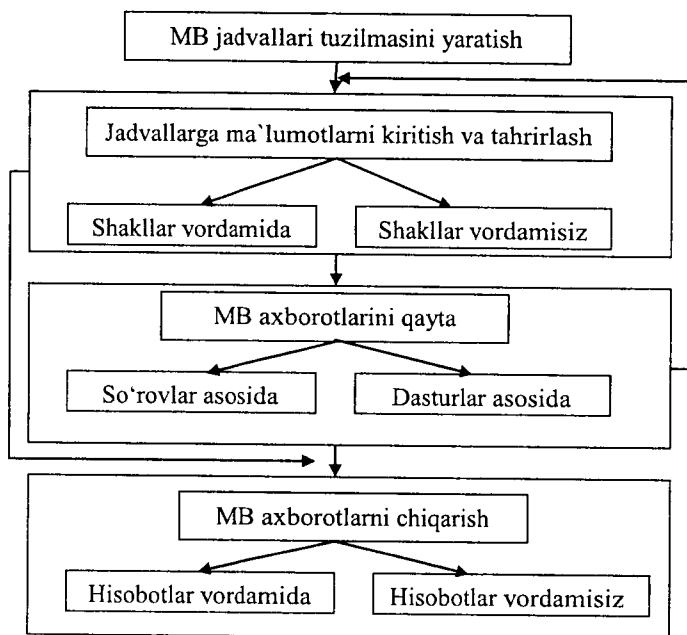 MB jadvallari tuzilmasini yaratish
Jadvallarga ma`lumotlarni kiritish va tahrirlash
Shakllar vordamida
Shakllar vordamisiz
MB axborotlarini qayta
So‘rovlar asosida
Dasturlar asosida
MB axborotlarni chiqarish
Hisobotlar vordamida
Hisobotlar vordamisiz